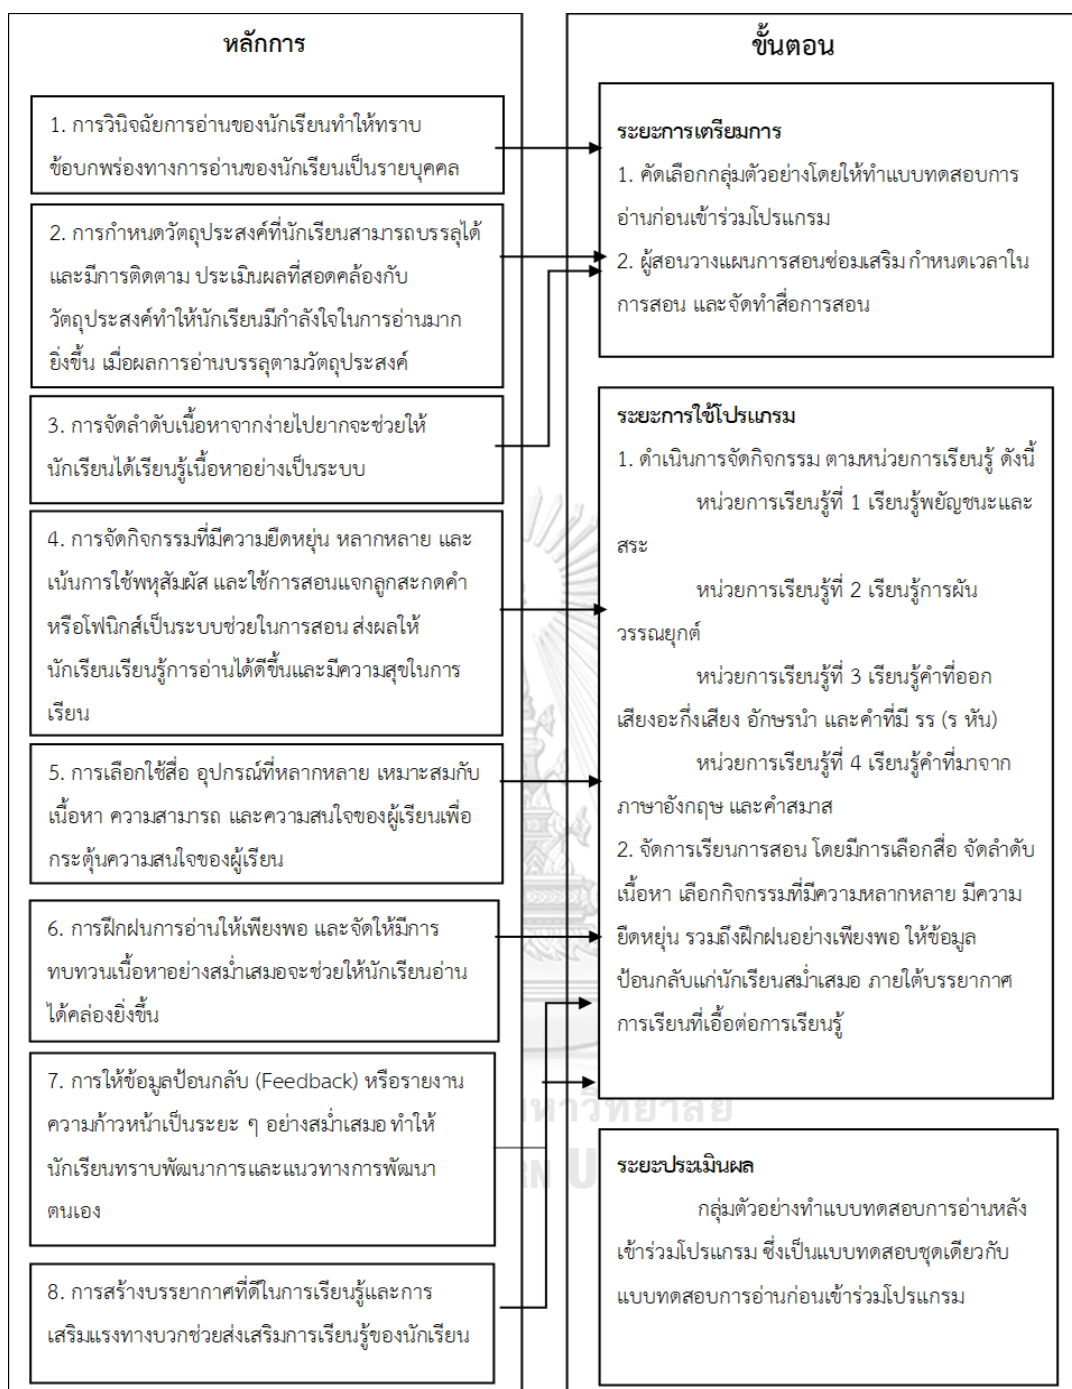 หลักการ
1. การวินิจฉัยการอ่านของนักเรียนทำให้ทราบ
ข้อบกพร่องทางการอ่านของนักเรียนเป็นรายบุคคล
2. การกำหนดวัตถุประสงค์ที่นักเรียนสามารถบรรลุได้
และมีการติดตาม ประเมินผลที่สอดคล้องกับ
วัตถุประสงค์ทำให้นักเรียนมีกำลังใจในการอ่านมาก
ยิ่งขึ้น เมื่อผลการอ่านบรรลุตามวัตถุประสงค์
3. การจัดลำดับเนื้อหาจากง่ายไปยากจะช่วยให้
นักเรียนได้เรียนรู้เนื้อหาอย่างเป็นระบบ
4. การจัดกิจกรรมที่มีความยืดหยุ่น หลากหลาย และ
เน้นการใช้พหุสัมผัส และใช้การสอนแจกลูกสะกดคำ
หรือโฟนิกส์เป็นระบบช่วยในการสอน ส่งผลให้
นักเรียนเรียนรู้การอ่านได้ดีขึ้นและมีความสุขในการ
เรียน
5. การเลือกใช้สื่อ อุปกรณ์ที่หลากหลาย เหมาะสมกับ
เนื้อหา ความสามารถ และความสนใจของผู้เรียนเพื่อ
กระตุ้นความสนใจของผู้เรียน
6. การฝึกฝนการอ่านให้เพียงพอ และจัดให้มีการ
ทบทวนเนื้อหาอย่างสม่ำเสมอจะช่วยให้นักเรียนอ่าน
ได้คล่องยิ่งขึ้น
7. การให้ข้อมูลป้อนกลับ (Feedback) หรือรายงาน
ความก้าวหน้าเป็นระยะ ๆ อย่างสม่ำเสมอ ทำให้
นักเรียนทราบพัฒนาการและแนวทางการพัฒนา
ตนเอง
8. การสร้างบรรยากาศที่ดีในการเรียนรู้และการ
เสริมแรงทางบวกช่วยส่งเสริมการเรียนรู้ของนักเรียน
ขั้นตอน
ระยะการเตรียมการ
1. คัดเลือกกลุ่มตัวอย่างโดยให้ทำแบบทดสอบการ
อ่านก่อนเข้าร่วมโปรแกรม
2. ผู้สอนวางแผนการสอนซ่อมเสริม กำหนดเวลาใน
การสอน และจัดทำสื่อการสอน
ระยะการใช้โปรแกรม
1. ดำเนินการจัดกิจกรรม ตามหน่วยการเรียนรู้ ดังนี้
หน่วยการเรียนรู้ที่ 1 เรียนรู้พยัญชนะและ
สระ
หน่วยการเรียนรู้ที่ 2 เรียนรู้การผัน
วรรณยุกต์
หน่วยการเรียนรู้ที่ 3 เรียนรู้คำที่ออก
เสียงอะกึ่งเสียง อักษรนำ และคำที่มี รร (ร หัน)
หน่วยการเรียนรู้ที่ 4 เรียนรู้คำที่มาจาก
ภาษาอังกฤษ และคำสมาส
2. จัดการเรียนการสอน โดยมีการเลือกสื่อ จัดลำดับ
เนื้อหา เลือกกิจกรรมที่มีความหลากหลาย มีความ
ยืดหยุ่น รวมถึงฝึกฝนอย่างเพียงพอ ให้ข้อมูล
ป้อนกลับแก่นักเรียนสม่ำเสมอ ภายใต้บรรยากาศ
การเรียนที่เอื้อต่อการเรียนรู้
ระยะประเมินผล
กลุ่มตัวอย่างทำแบบทดสอบการอ่านหลัง
เข้าร่วมโปรแกรม ซึ่งเป็นแบบทดสอบชุดเดียวกับ
แบบทดสอบการอ่านก่อนเข้าร่วมโปรแกรม